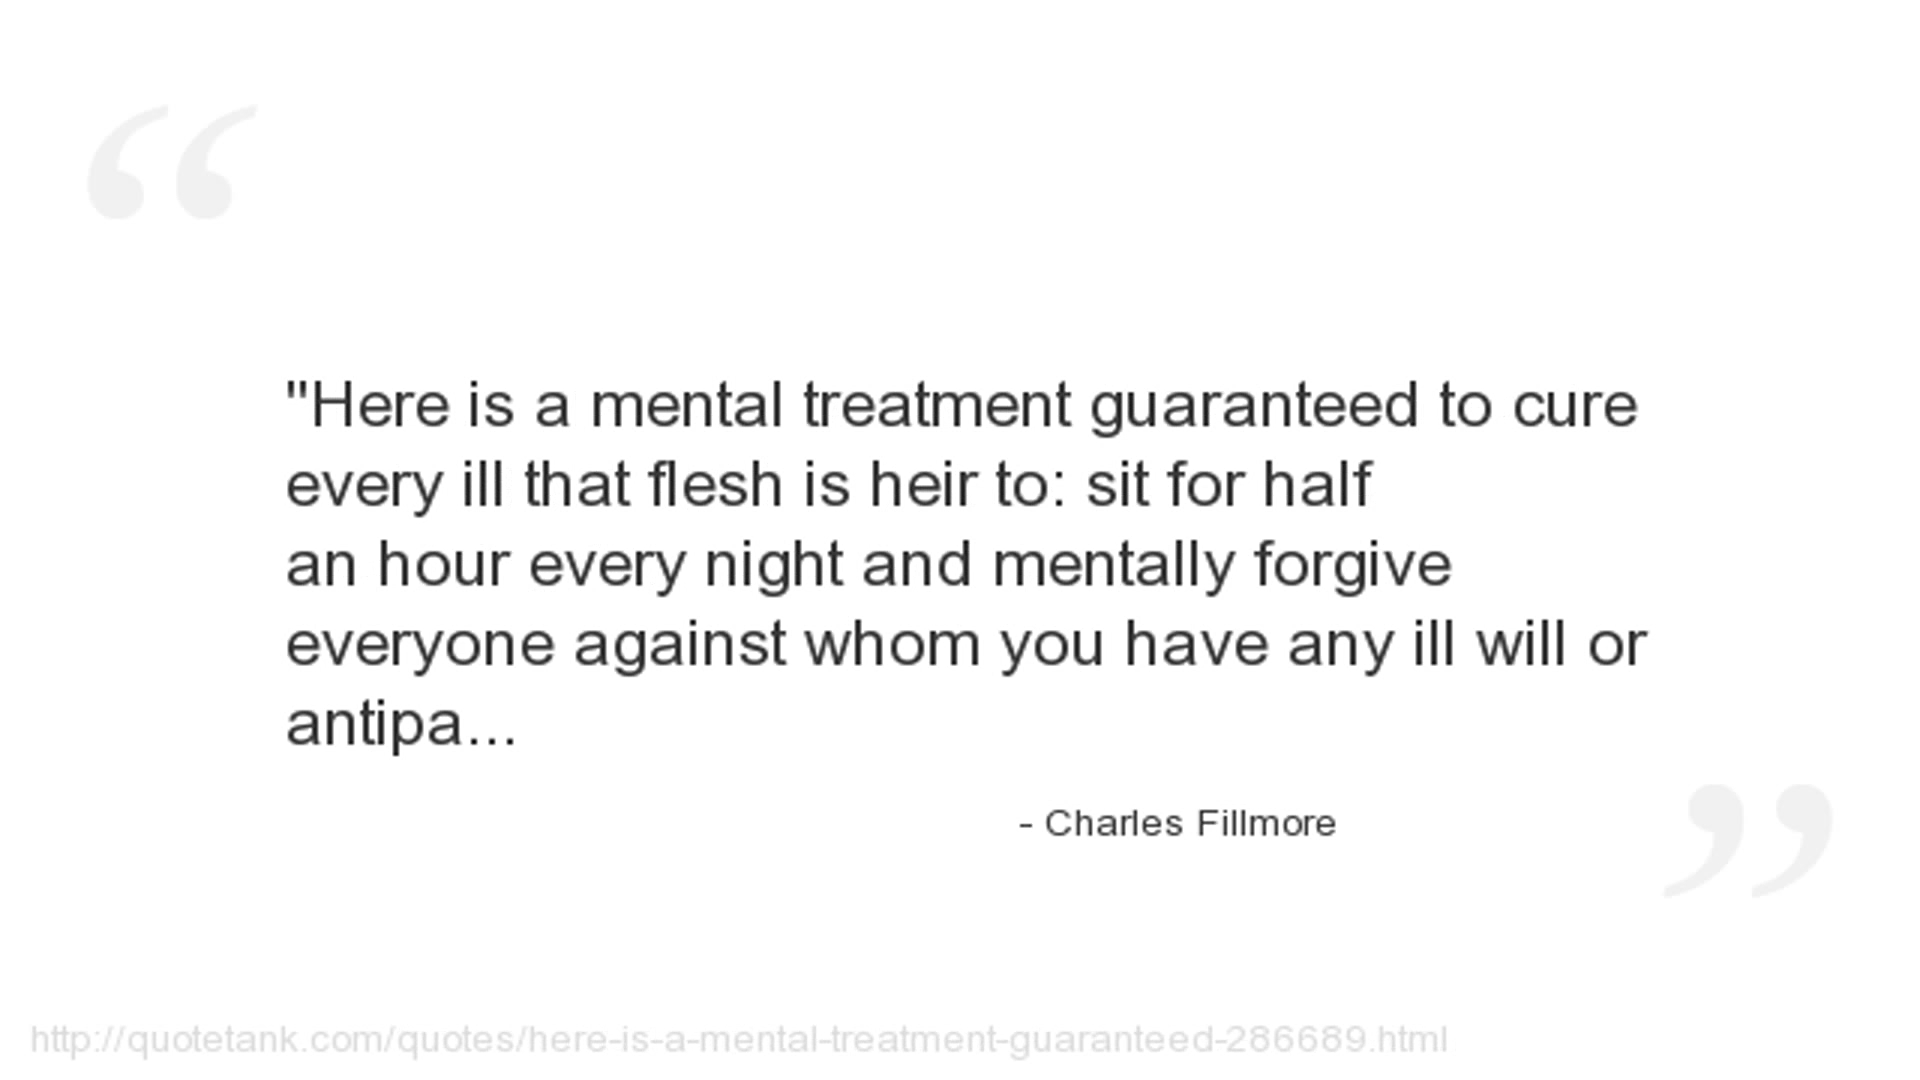 "Here is a mental treatment guaranteed to cure
every ill that flesh is heir to: sit for half
an hour every night and mentally forgive
everyone against whom you have any ill will or
antipa...
- Charles Fillmore
http://quotetank.com/quotes/here-is-a-mental-treatment-guaranteed-286689.html